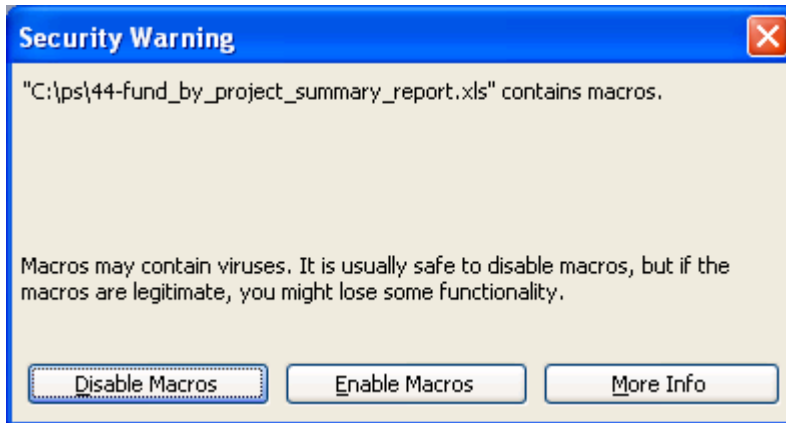 Security Warning
"C:\ps\44-fund_by_project_summary_report.xls" contains macros.
Macros may contain viruses. It is usually safe to disable macros, but if the
macros are legitimate, you might lose some functionality.
Disable Macros
Enable Macros
More Info